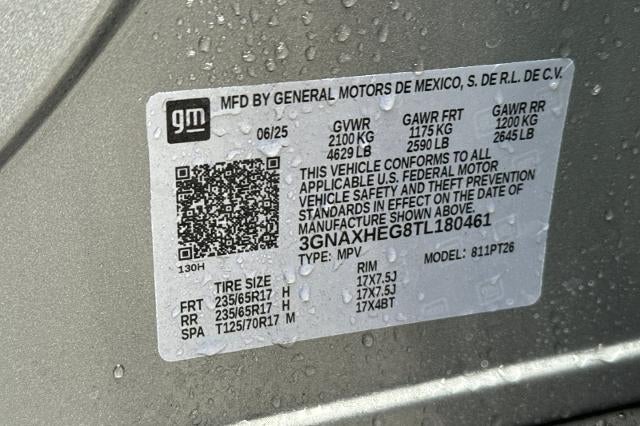 gm
MFD BY GENERAL MOTORS DE MEXICO, S. DE R.L. DE C.V.
06/25 GVWR GAWR FRT GAWR RR
2100 KG 1175 KG 1200 KG
4629 LB 2590 LB 2645 LB
THIS VEHICLE CONFORMS TO ALL
APPLICABLE U.S. FEDERAL MOTOR
VEHICLE SAFETY AND THEFT PREVENTION
STANDARDS IN EFFECT ON THE DATE OF
MANUFACTURE SHOWN ABOVE.
3GNAXHEG8TL180461
TYPE: MPV MODEL: 811PT26
130H
TIRE SIZE RIM
FRT 235/65R17 H 17X7.5J
RR 235/65R17 H 17X7.5J
SPA T125/70R17 M 17X4BT